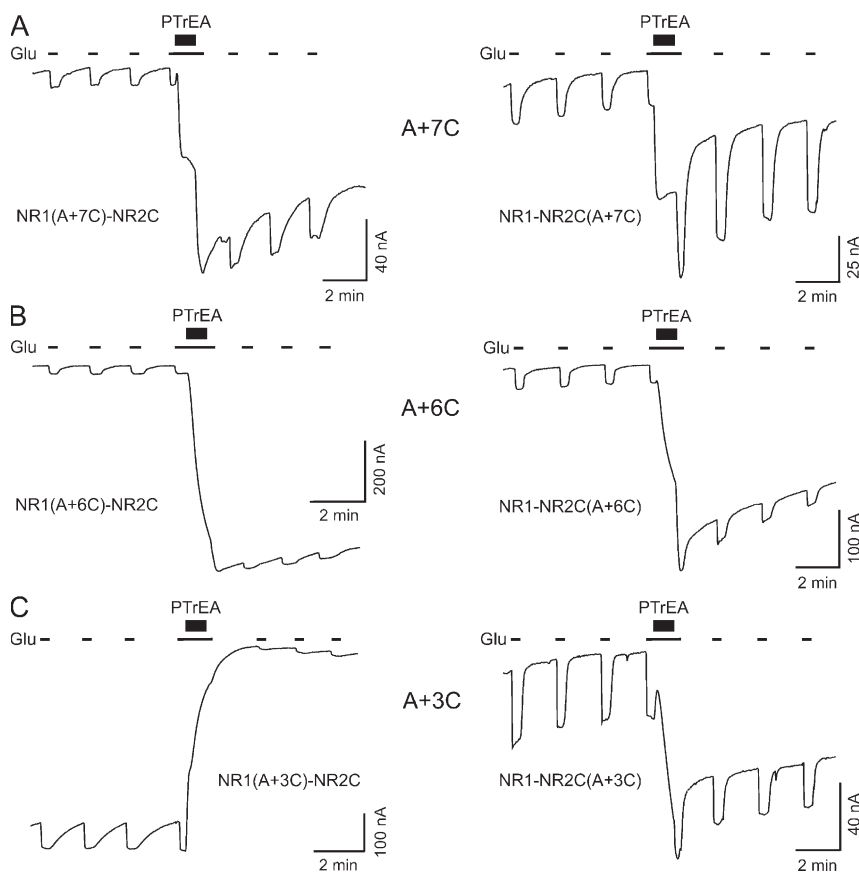 A
PTrEA
Glu
NR1(A+7C)-NR2C
40 nA
2 min
A+7C
PTrEA
NR1-NR2C(A+7C)
25 nA
2 min
B
PTrEA
Glu
NR1(A+6C)-NR2C
200 nA
2 min
A+6C
PTrEA
Glu
NR1-NR2C(A+6C)
100 nA
2 min
C
PTrEA
Glu
NR1(A+3C)-NR2C
100 nA
2 min
A+3C
PTrEA
NR1-NR2C(A+3C)
40 nA
2 min